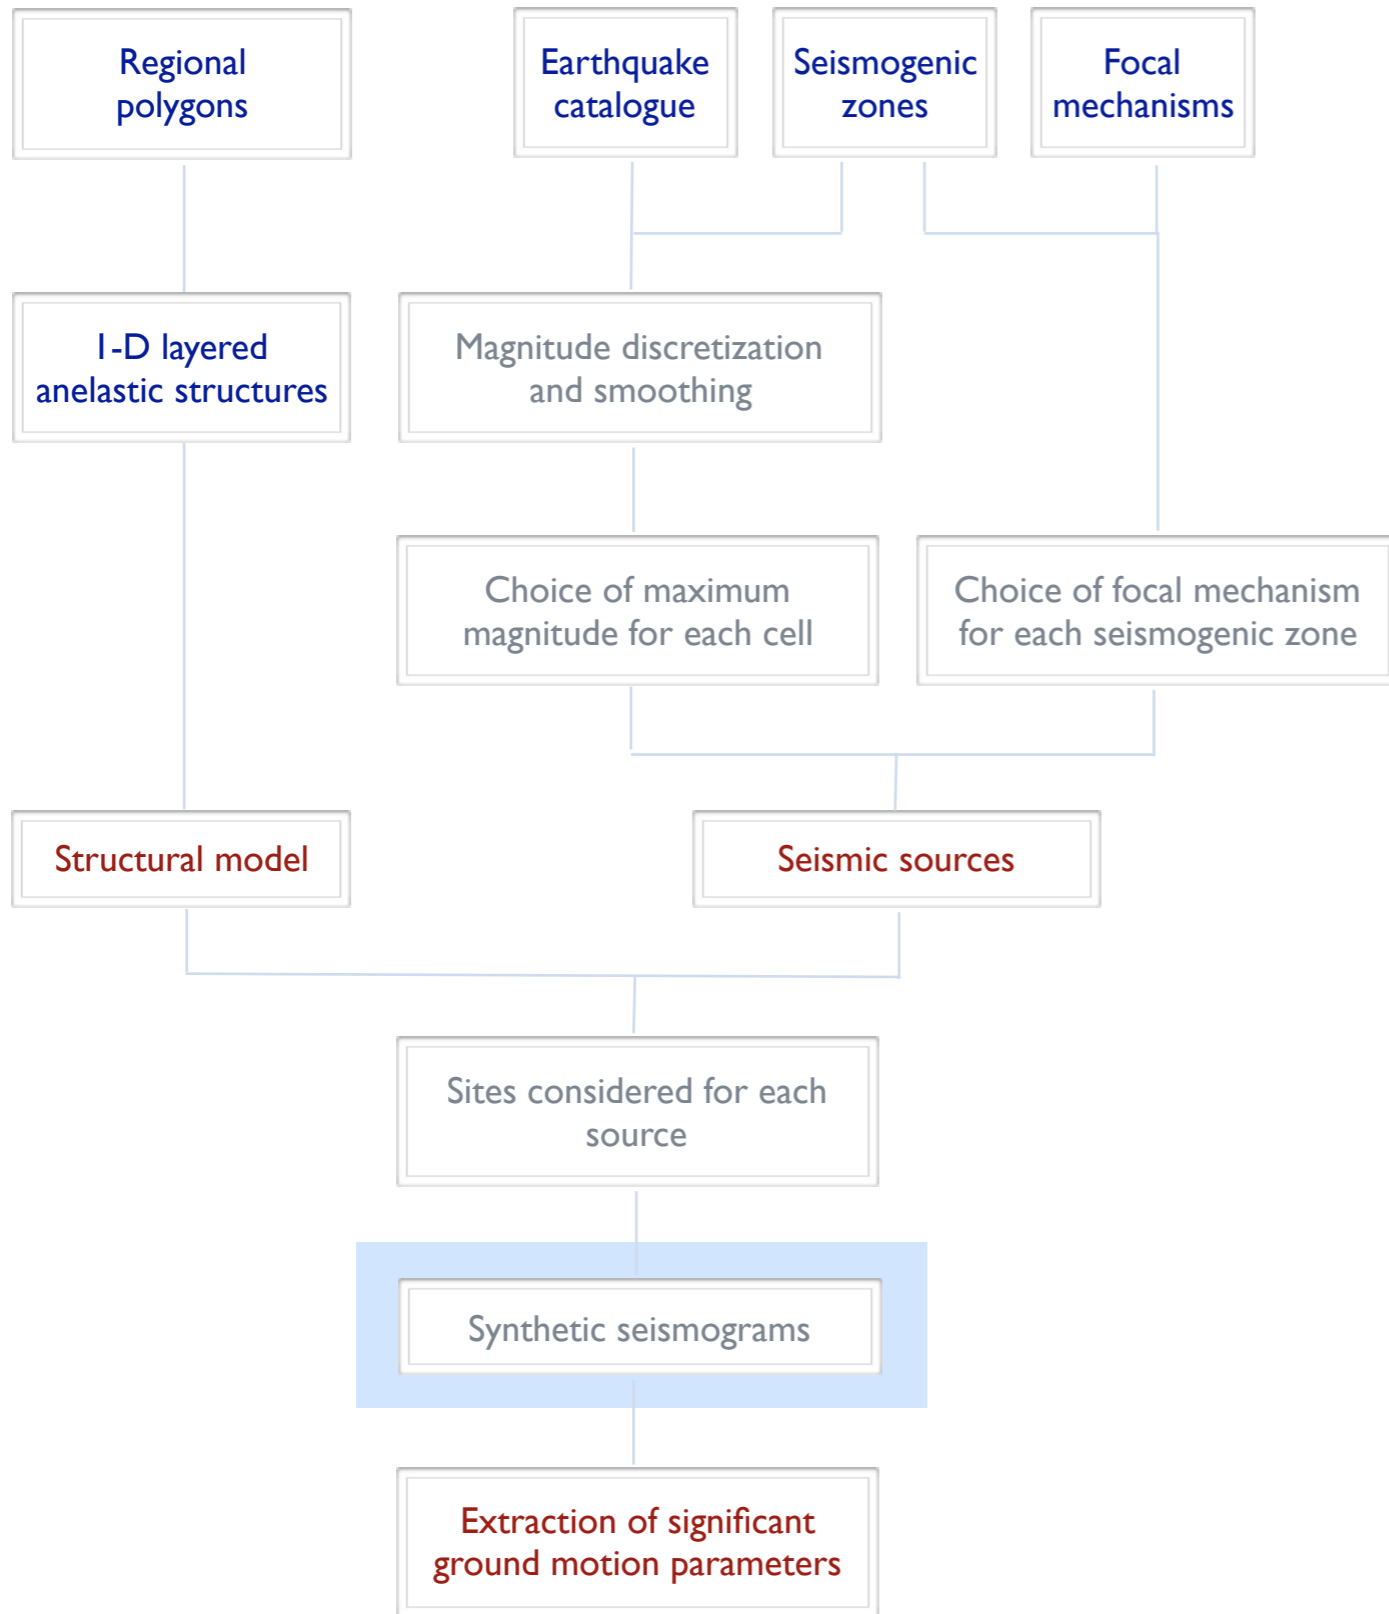 Regional
polygons
Earthquake
catalogue
Seismogenic
zones
Focal
mechanisms
1-D layered
anelastic structures
Magnitude discretization
and smoothing
Choice of maximum
magnitude for each cell
Choice of focal mechanism
for each seismogenic zone
Structural model
Seismic sources
Sites considered for each
source
Synthetic seismograms
Extraction of significant
ground motion parameters